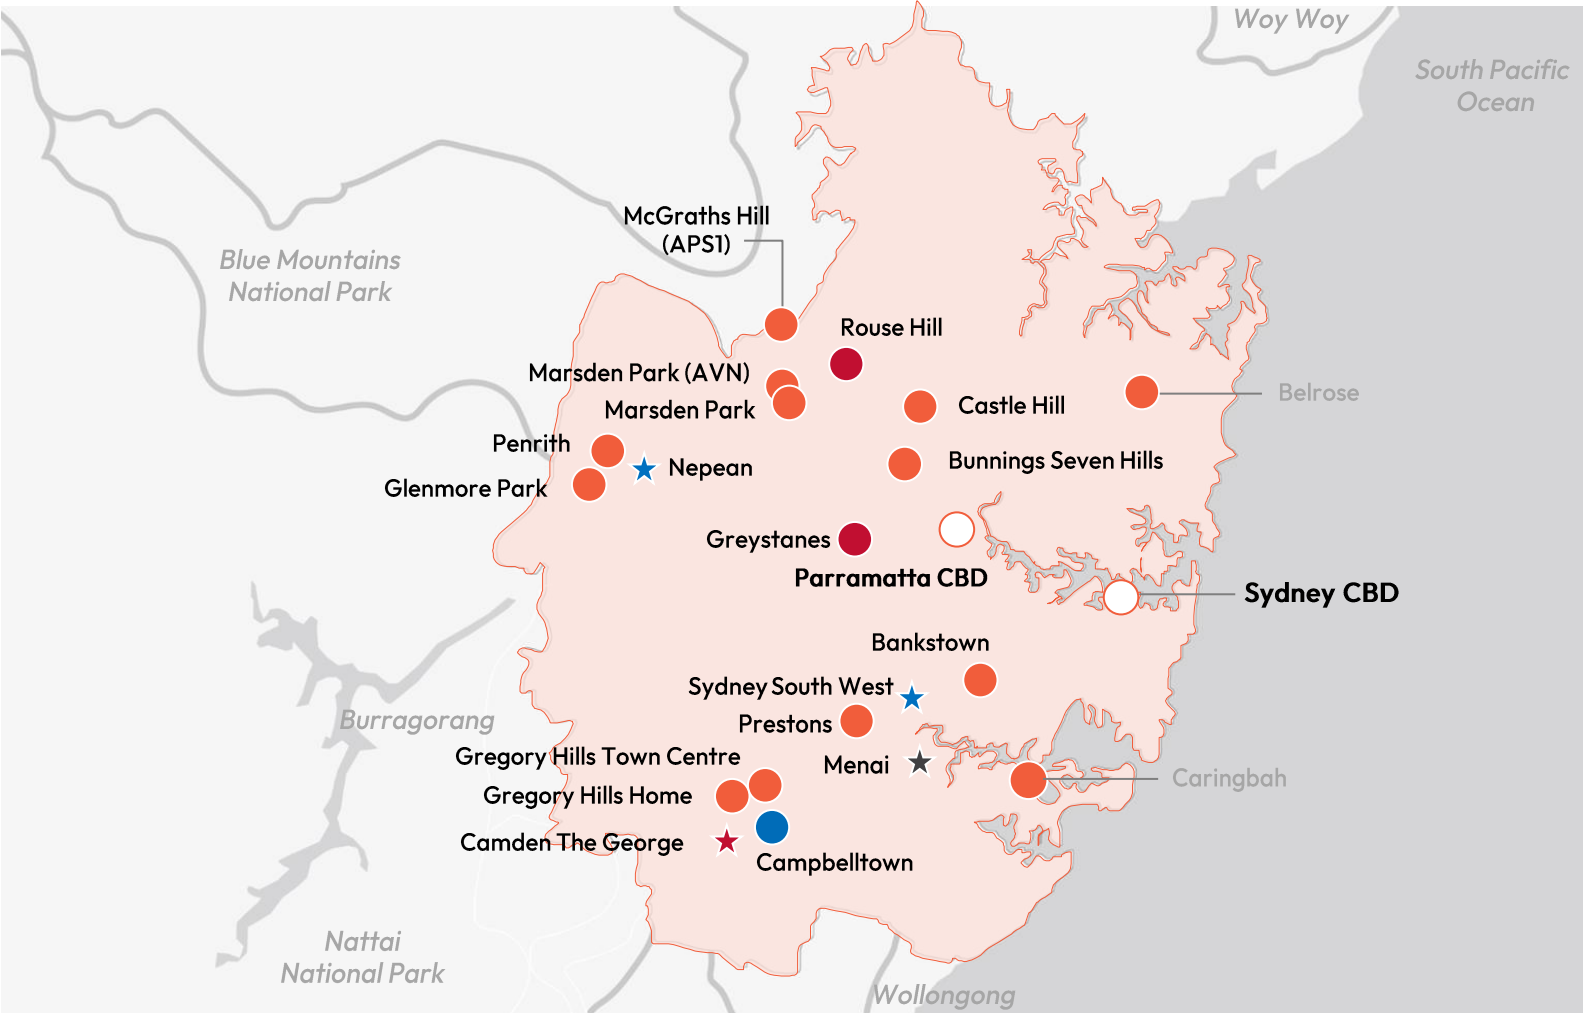 Woy Woy
South Pacific
Ocean
McGraths Hill
(APS1)
Blue Mountains
National Park
Rouse Hill
Marsden Park (AVN)
Marsden Park
Castle Hill
Belrose
Penrith
Nepean
Glenmore Park
Bunnings Seven Hills
Greystanes
Parramatta CBD
Sydney CBD
Bankstown
Sydney South West
Prestons
Burragorang
Gregory Hills Town Centre
Menai
Caringbah
Gregory Hills Home
Camden The George
Campbelltown
Nattai
National Park
Wollongong